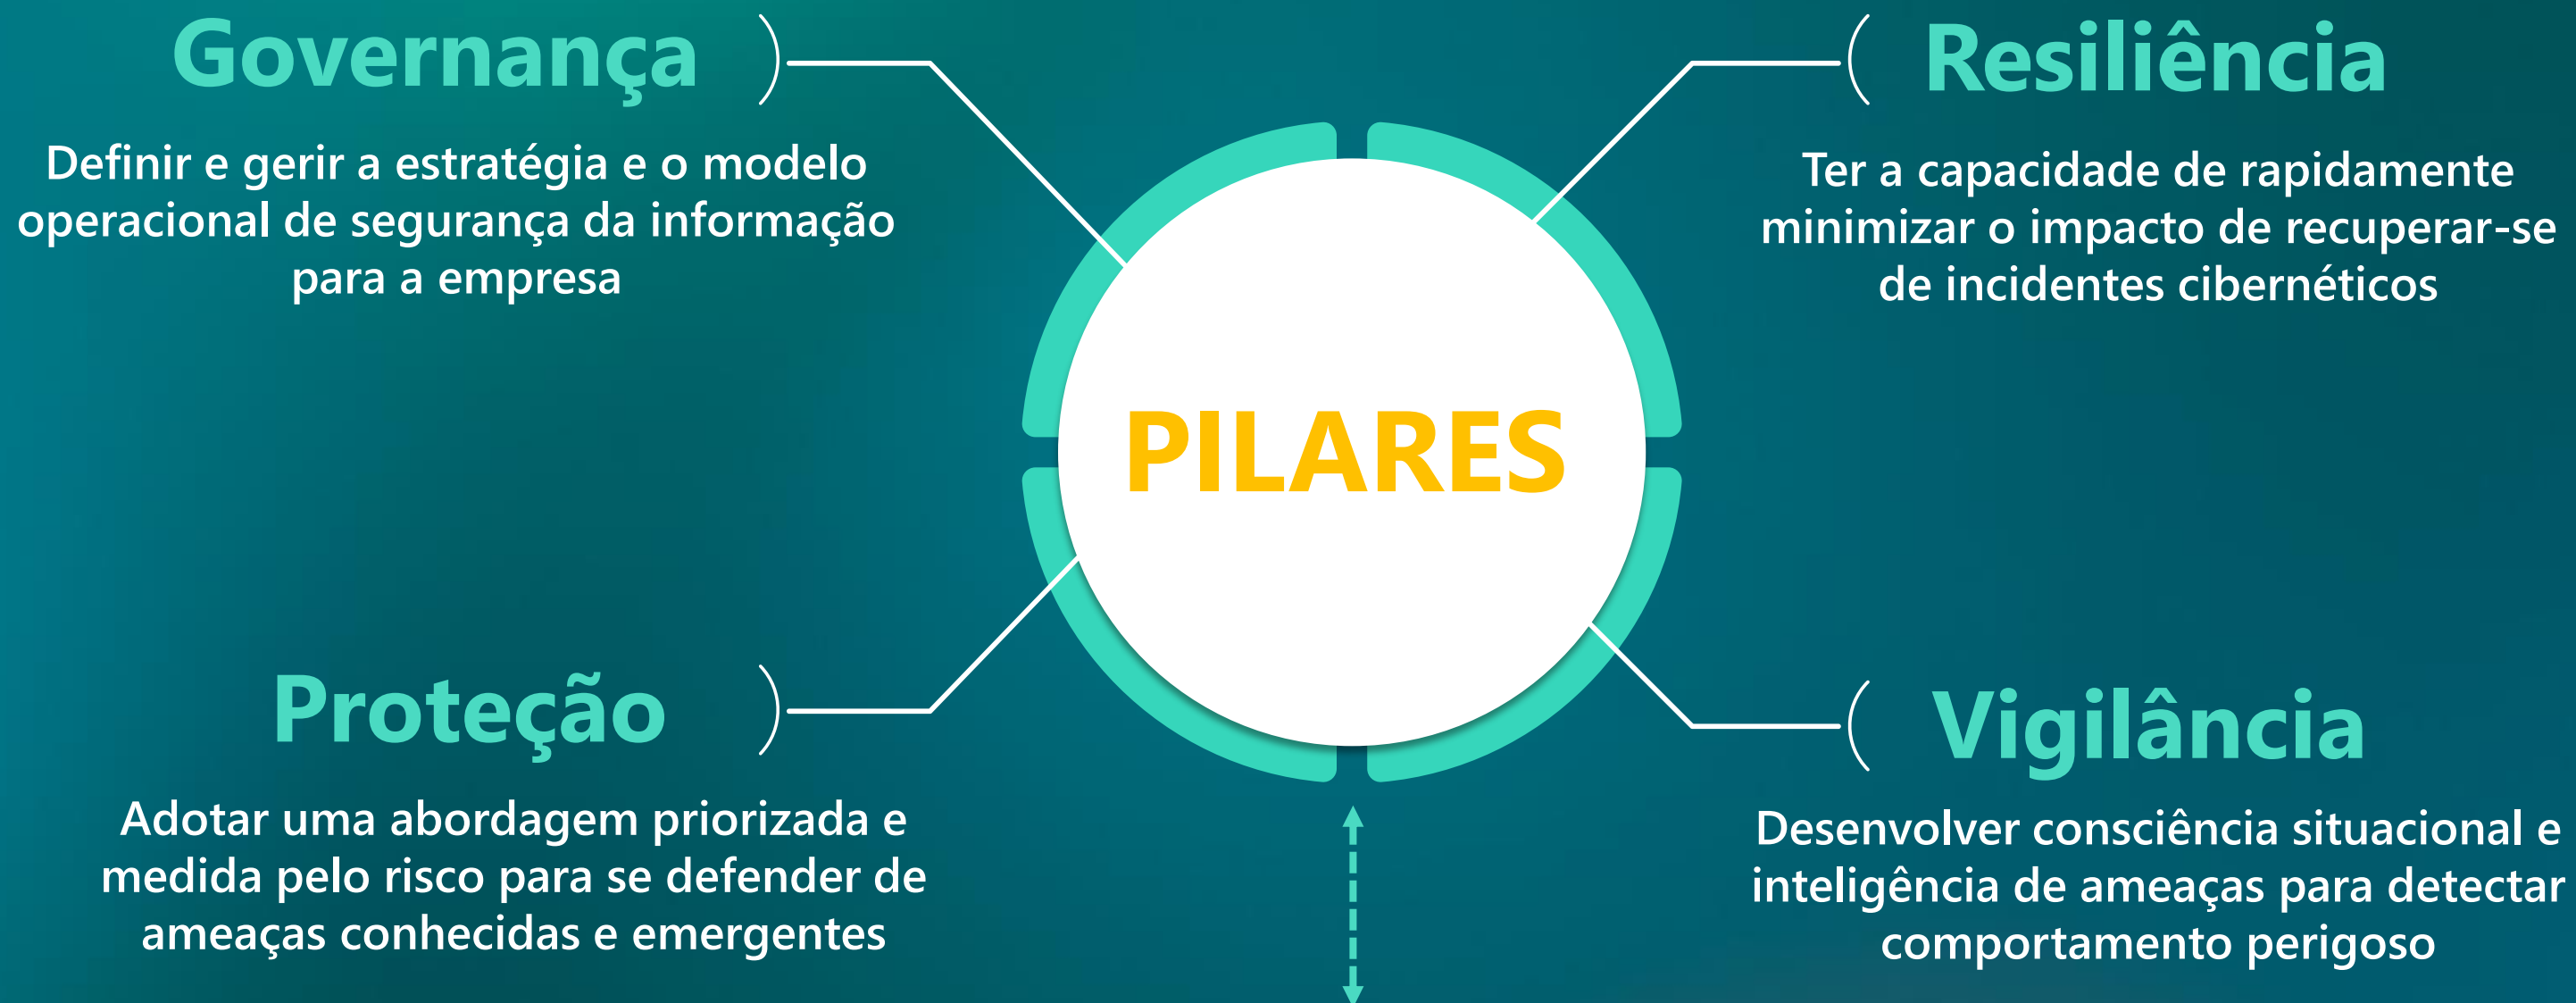 Governança
Definir e gerir a estratégia e o modelo
operacional de segurança da informação
para a empresa
Resiliência
Ter a capacidade de rapidamente
minimizar o impacto de recuperar-se
de incidentes cibernéticos
PILARES
Proteção
Adotar uma abordagem priorizada e
medida pelo risco para se defender de
ameaças conhecidas e emergentes
Vigilância
Desenvolver consciência situacional e
inteligência de ameaças para detectar
comportamento perigoso